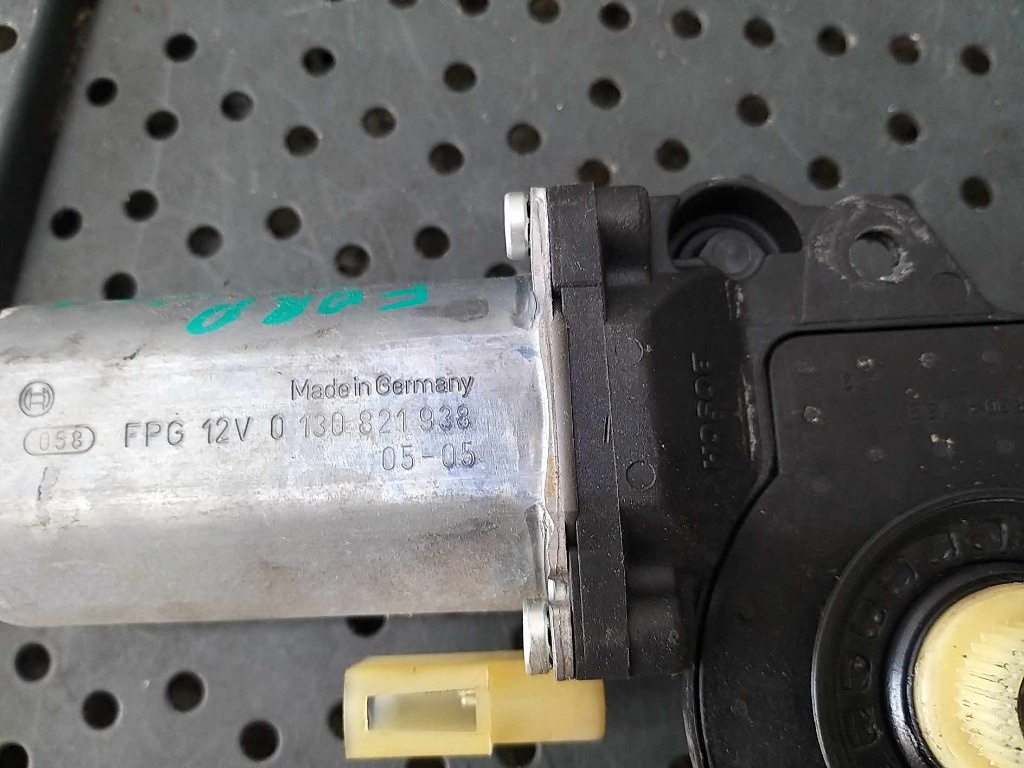 FORD
Made in Germany
058 FPG 12V 0 130 821 938
05-05
BOSCH